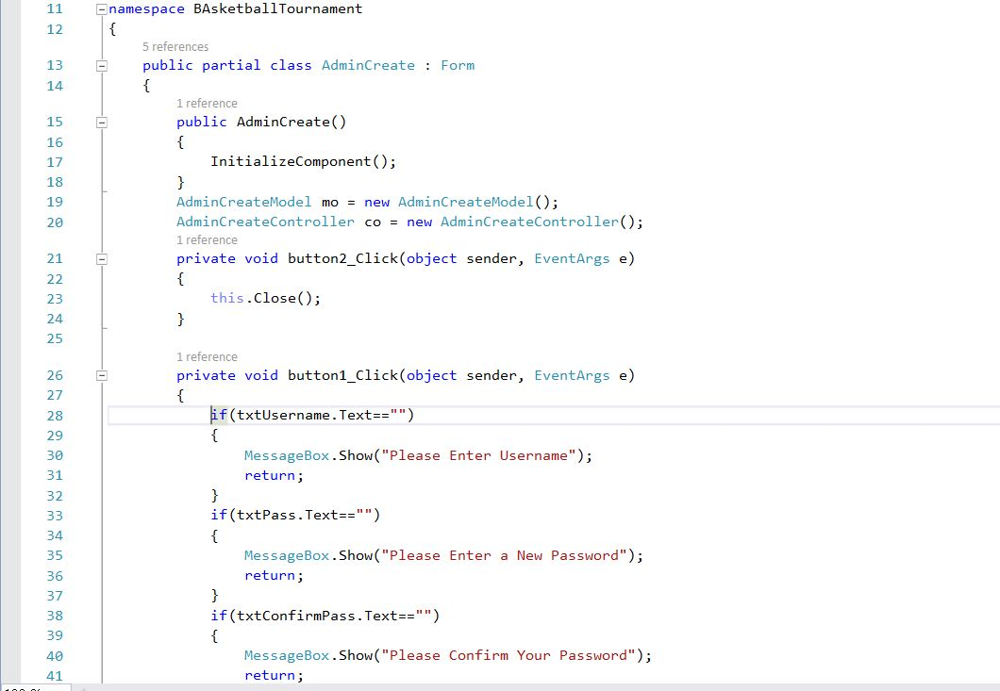 11 namespace BAsketballTournament
12 {
5 references
13 public partial class AdminCreate : Form
14 {
1 reference
15 public AdminCreate()
16 {
17 InitializeComponent();
18 }
19 AdminCreateModel mo = new AdminCreateModel();
20 AdminCreateController co = new AdminCreateController();
1 reference
21 private void button2_Click(object sender, EventArgs e)
22 {
23 this.Close();
24 }
25
1 reference
26 private void button1_Click(object sender, EventArgs e)
27 {
28 if(txtUsername.Text=="")
29 {
30 MessageBox.Show("Please Enter Username");
31 return;
32 }
33 if(txtPass.Text=="")
34 {
35 MessageBox.Show("Please Enter a New Password");
36 return;
37 }
38 if(txtConfirmPass.Text=="")
39 {
40 MessageBox.Show("Please Confirm Your Password");
41 return;